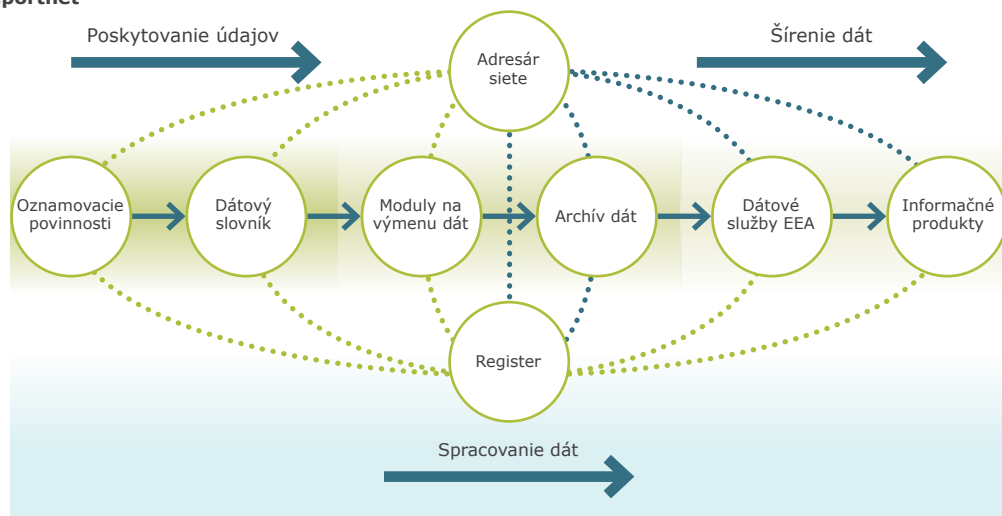 Poskytovanie údajov
Šírenie dát
Adresár
siete
Oznamovacie
povinnosti
Dátový
slovník
Moduly na
výmenu dát
Archív dát
Dátové
služby EEA
Informačné
produkty
Register
Spracovanie dát